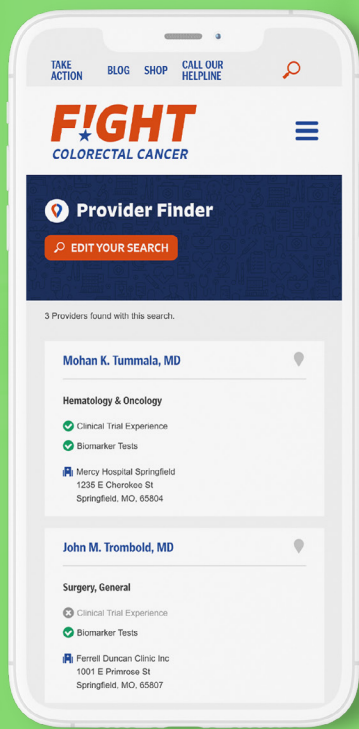 TAKE ACTION
BLOG
SHOP
CALL OUR HELPLINE
F!GHT
COLORECTAL CANCER
Provider Finder
EDIT YOUR SEARCH
3 Providers found with this search.
Mohan K. Tummala, MD
Hematology & Oncology
Clinical Trial Experience
Biomarker Tests
Mercy Hospital Springfield
1235 E Cherokee St
Springfield, MO, 65804
John M. Trombold, MD
Surgery, General
Clinical Trial Experience
Biomarker Tests
Ferrell Duncan Clinic Inc
1001 E Primrose St
Springfield, MO, 65807